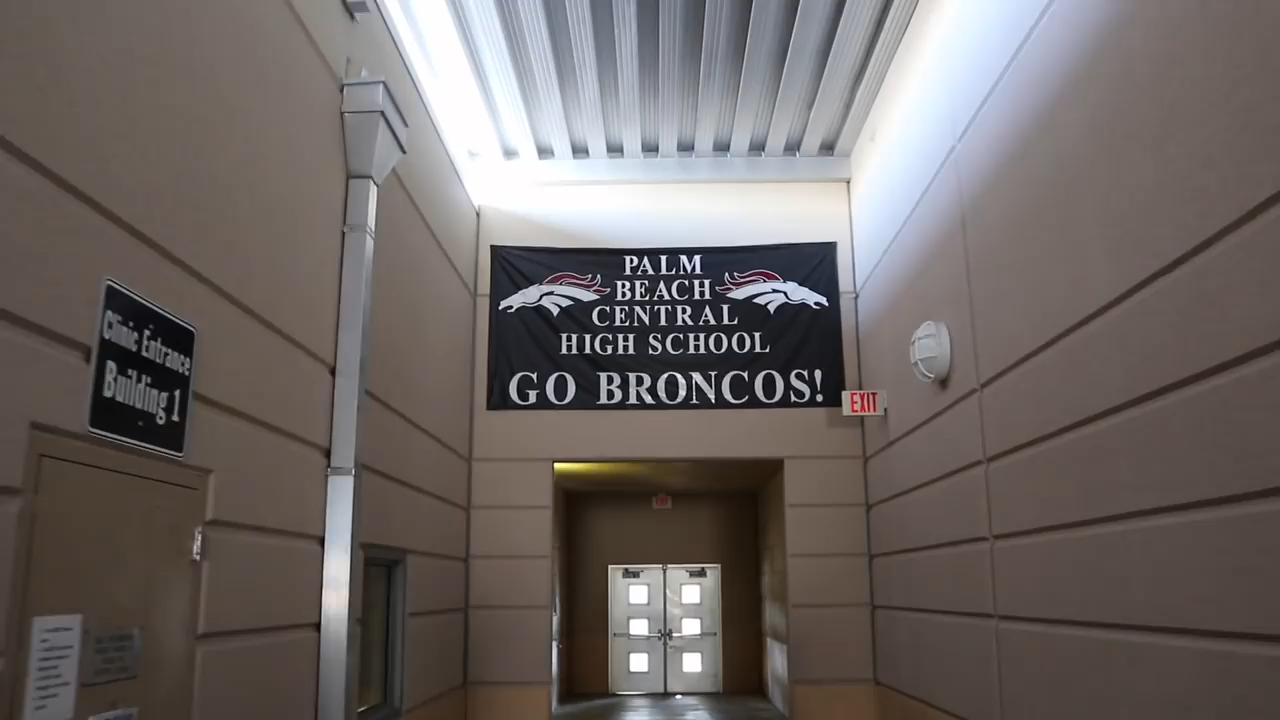 PALM
BEACH
CENTRAL
HIGH SCHOOL
GO BRONCOS!
EXIT
Clinic Entrance
Building 1